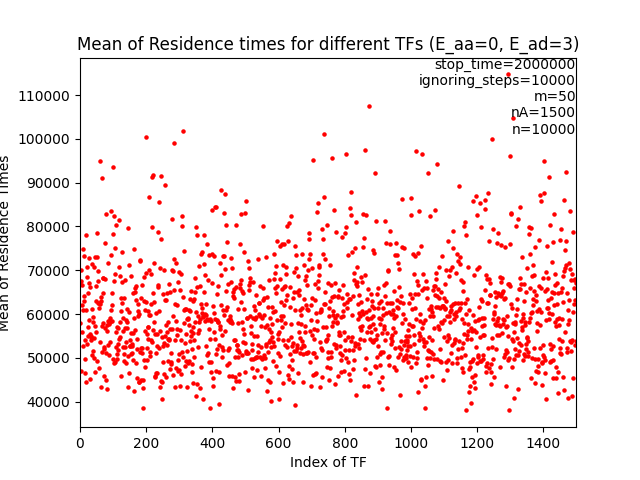 Mean of Residence times for different TFs (E_aa=0, E_ad=3)
stop_time=2000000
ignoring_steps=10000
m=50
nA=1500
n=10000
Mean of Residence Times
110000
100000
90000
80000
70000
60000
50000
40000
0 200 400 600 800 1000 1200 1400
Index of TF